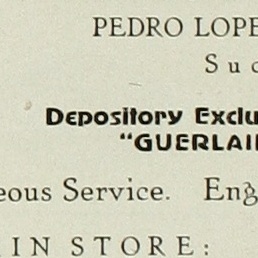 PEDRO LOPE
Suc
Depository Exclu
"GUERLAI
eous Service. Eng
IN STORE: